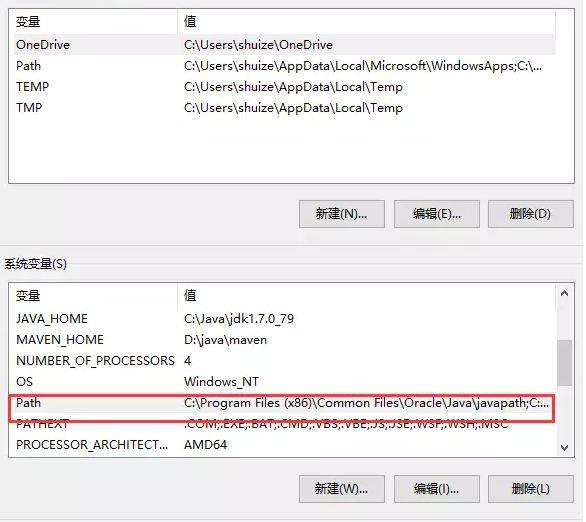 变量 值
OneDrive C:\Users\shuize\OneDrive
Path C:\Users\shuize\AppData\Local\Microsoft\WindowsApps;C:\...
TEMP C:\Users\shuize\AppData\Local\Temp
TMP C:\Users\shuize\AppData\Local\Temp
新建(N)... 编辑(E)... 删除(D)
系统变量(S)
变量 值
JAVA_HOME C:\Java\jdk1.7.0_79
MAVEN_HOME D:\java\maven
NUMBER_OF_PROCESSORS 4
OS Windows_NT
Path C:\Program Files (x86)\Common Files\Oracle\Java\javapath;C:...
PATHEXT .COM;.EXE;.BAT;.CMD;.VBS;.VBE;.JS;.JSE;.WSF;.WSH;.MSC
PROCESSOR_ARCHITECT... AMD64
新建(W)... 编辑(I)... 删除(L)